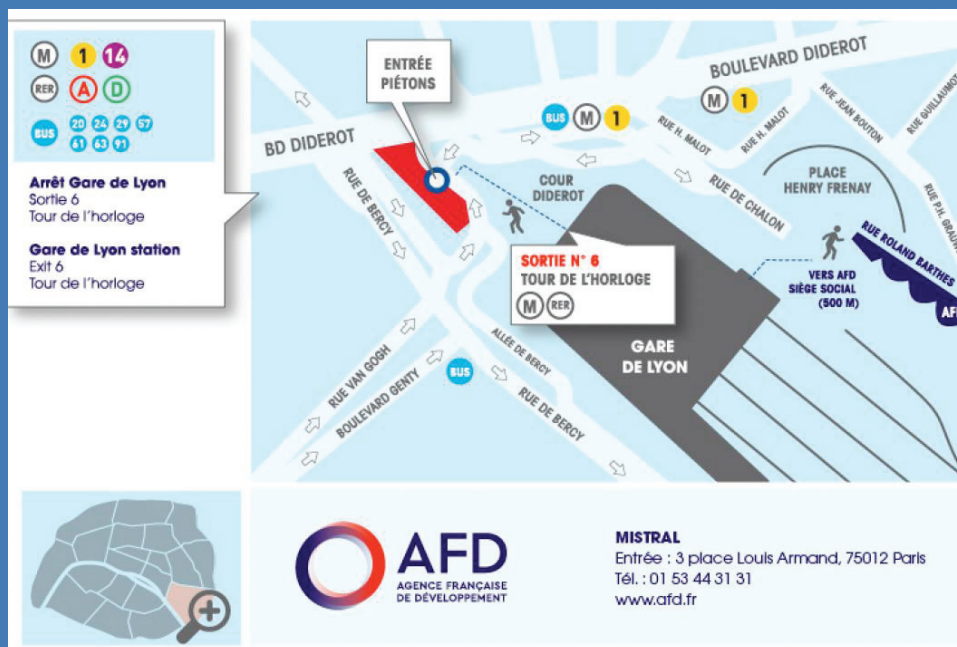 M 1 14
RER A D
BUS 20 24 29 57
61 63 91
Arrêt Gare de Lyon
Sortie 6
Tour de l'horloge
Gare de Lyon station
Exit 6
Tour de l'horloge
ENTRÉE
PIÉTONS
BD DIDEROT
BOULEVARD DIDEROT
BUS M 1
M 1
RUE H. MALOT
RUE H. MALOT
RUE JEAN BOUTON
RUE GUILLAUMOT
RUE DE BERCY
COUR
DIDEROT
RUE DE CHALON
PLACE
HENRY FRENAY
RUE P.H. GRAUW
RUE ROLAND BARTHES
SORTIE N° 6
TOUR DE L'HORLOGE
M RER
VERS AFD
SIÈGE SOCIAL
(500 M)
AF
GARE
DE LYON
RUE VAN GOGH
BOULEVARD GENTY
BUS
ALLÉE DE BERCY
RUE DE BERCY
AFD
AGENCE FRANÇAISE
DE DÉVELOPPEMENT
MISTRAL
Entrée : 3 place Louis Armand, 75012 Paris
Tél. : 01 53 44 31 31
www.afd.fr